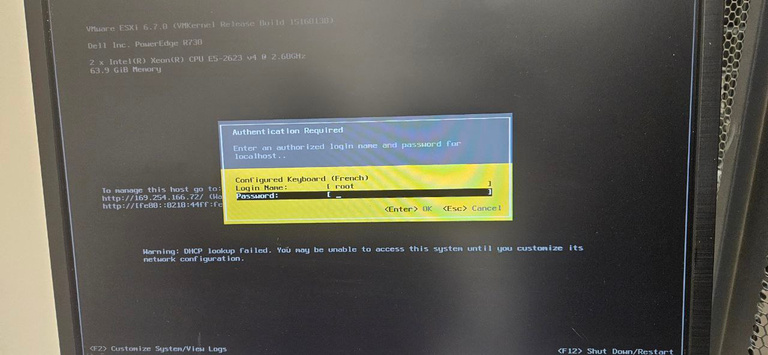 VMware ESXi 6.7.0 (VMKernel Release Build 15160138)
Dell Inc. PowerEdge R730
2 x Intel(R) Xeon(R) CPU E5-2623 v4 @ 2.60GHz
63.9 GiB Memory
Authentication Required
Enter an authorized login name and password for
localhost..
Configured Keyboard (French)
Login Name: [ root ]
Password: [ _ ]
<Enter> OK <Esc> Cancel
To manage this host go to:
http://169.254.166.72/ (Wa
http://[fe80::8218:44ff:fe
Warning: DHCP lookup failed. You may be unable to access this system until you customize its
network configuration.
<F2> Customize System/View Logs
<F12> Shut Down/Restart